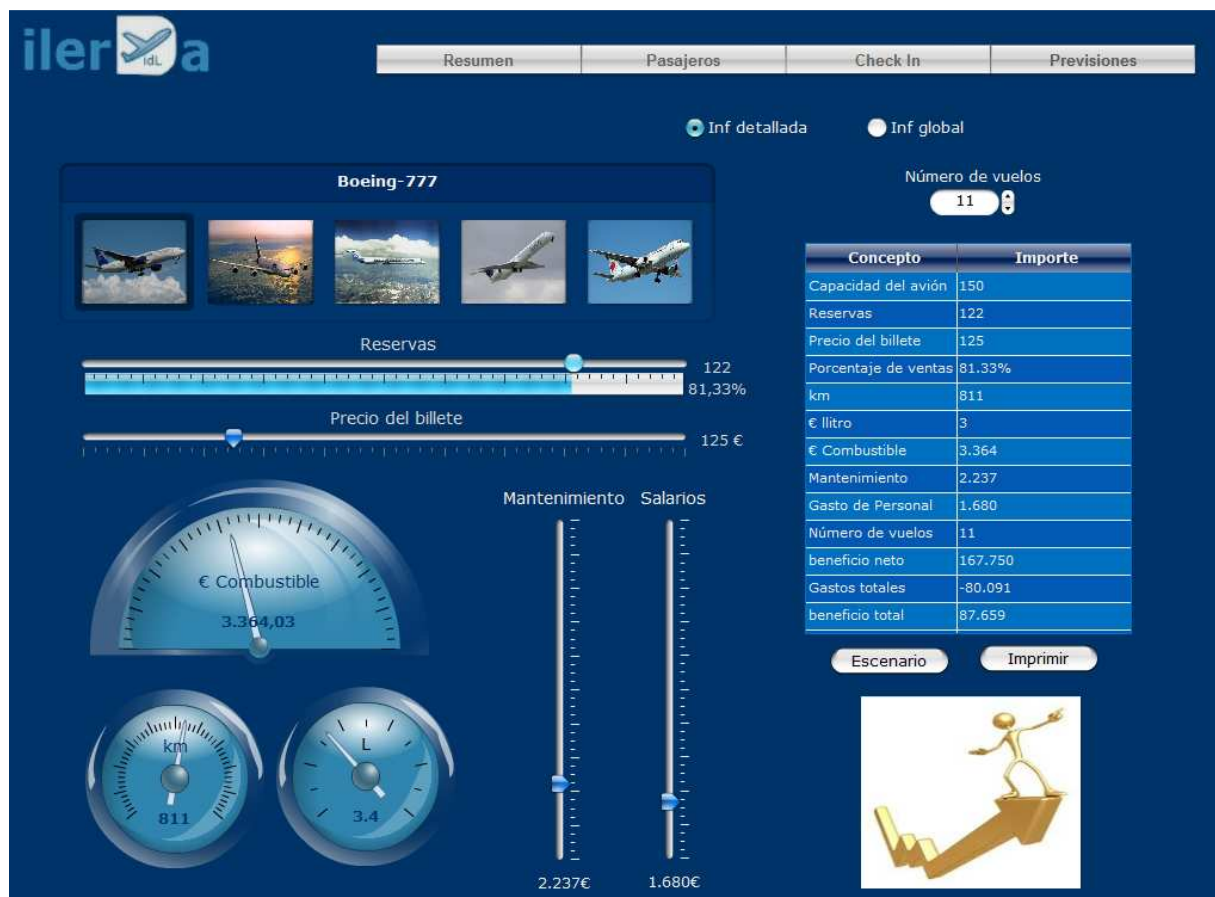 ilerda
idL
Resumen Pasajeros Check In Previsiones
Inf detallada Inf global
Boeing-777
Número de vuelos
11
Reservas
122
81,33%
Precio del billete
125 €
€ Combustible
3.364,03
km
811
L
3.4
Mantenimiento Salarios
2.237€ 1.680€
Concepto Importe
Capacidad del avión 150
Reservas 122
Precio del billete 125
Porcentaje de ventas 81.33%
km 811
€ llitro 3
€ Combustible 3.364
Mantenimiento 2.237
Gasto de Personal 1.680
Número de vuelos 11
beneficio neto 167.750
Gastos totales -80.091
beneficio total 87.659
Escenario Imprimir